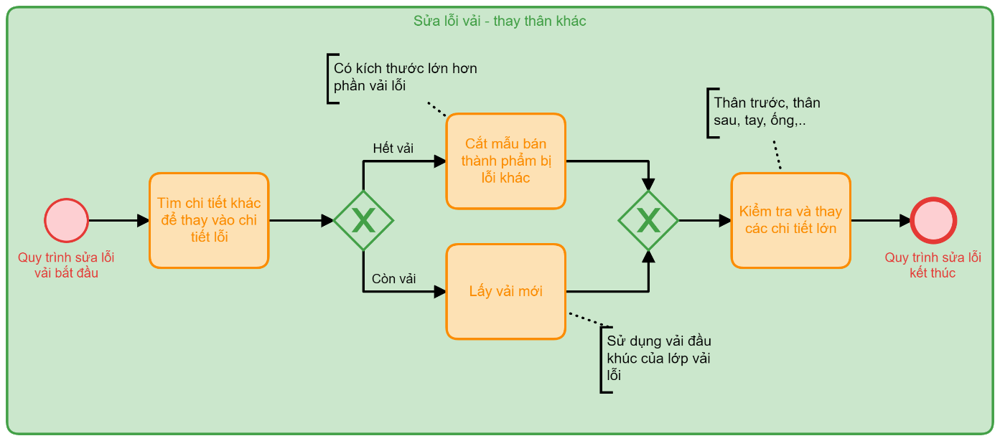 Sửa lỗi vải - thay thân khác
Có kích thước lớn hơn
phần vải lỗi
Thân trước, thân
sau, tay, ống,..
Hết vải
Cắt mẫu bán
thành phẩm bị
lỗi khác
Tìm chi tiết khác
để thay vào chi
tiết lỗi
X
X
Kiểm tra và thay
các chi tiết lớn
Quy trình sửa lỗi
vải bắt đầu
Quy trình sửa lỗi
kết thúc
Còn vải
Lấy vải mới
Sử dụng vải đầu
khúc của lớp vải
lỗi